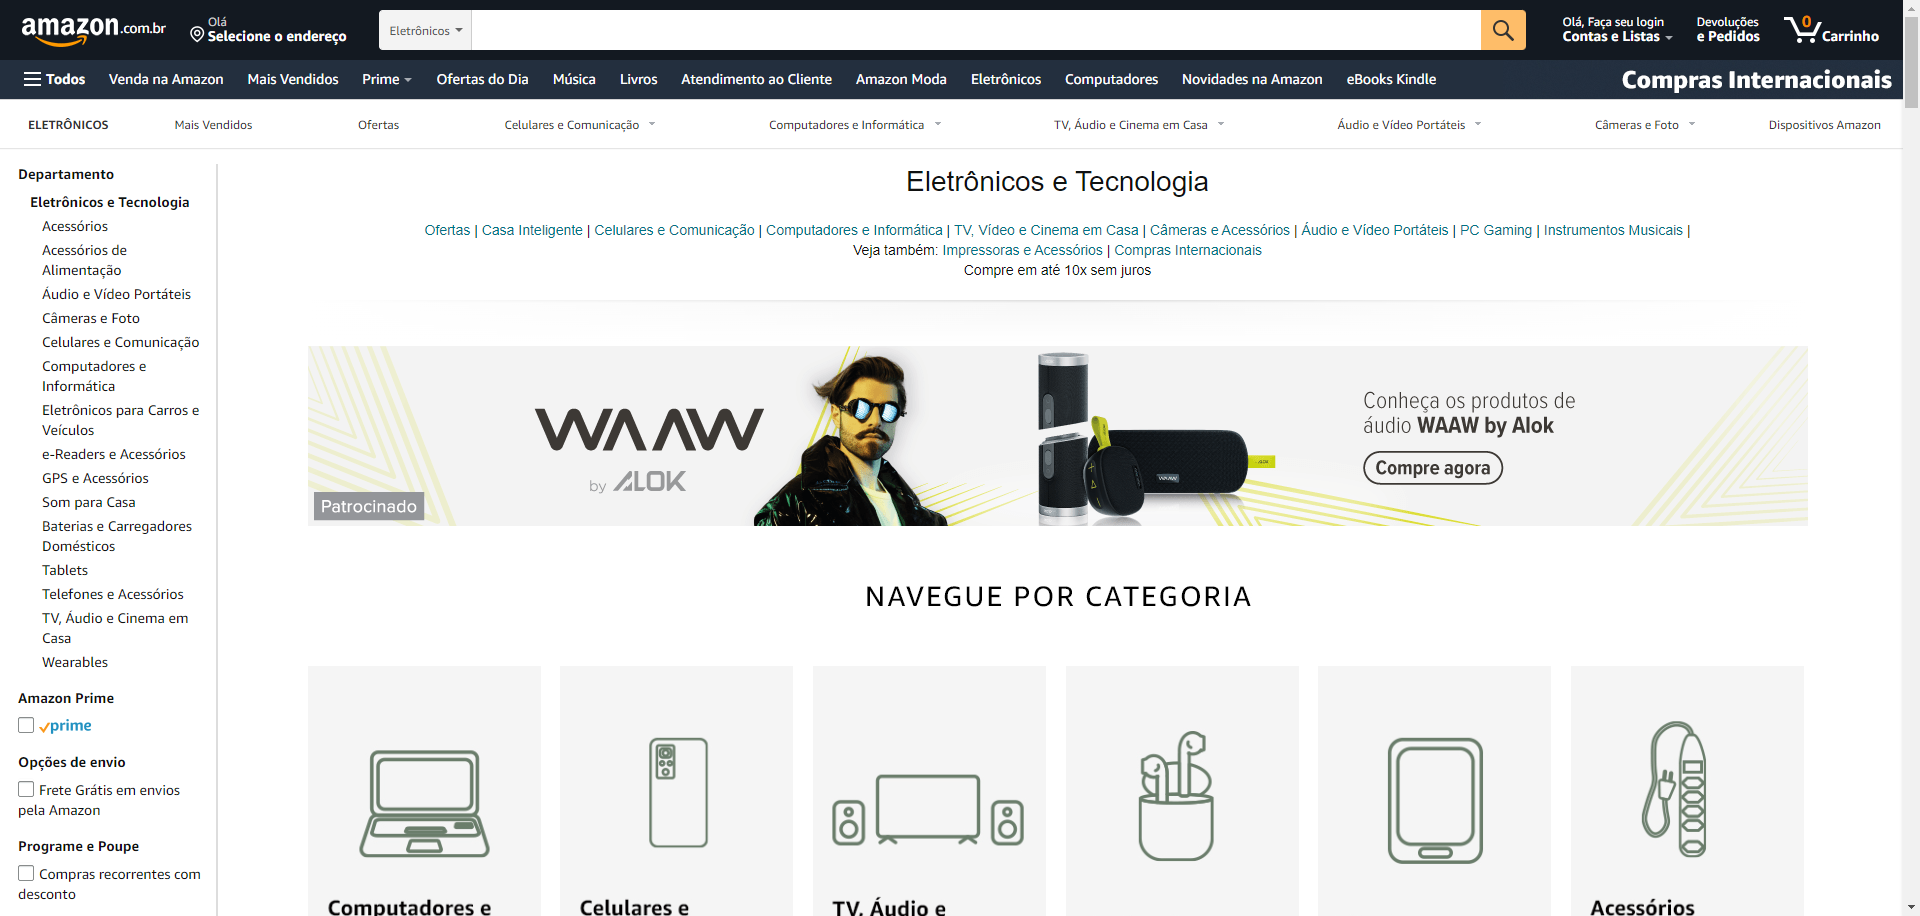 amazon.com.br
Olá
Selecione o endereço
Eletrônicos
Olá, Faça seu login
Contas e Listas
Devoluções
e Pedidos
0
Carrinho
Todos
Venda na Amazon
Mais Vendidos
Prime
Ofertas do Dia
Música
Livros
Atendimento ao Cliente
Amazon Moda
Eletrônicos
Computadores
Novidades na Amazon
eBooks Kindle
Compras Internacionais
ELETRÔNICOS
Mais Vendidos
Ofertas
Celulares e Comunicação
Computadores e Informática
TV, Áudio e Cinema em Casa
Áudio e Vídeo Portáteis
Câmeras e Foto
Dispositivos Amazon
Departamento
Eletrônicos e Tecnologia
Acessórios
Acessórios de
Alimentação
Áudio e Vídeo Portáteis
Câmeras e Foto
Celulares e Comunicação
Computadores e
Informática
Eletrônicos para Carros e
Veículos
e-Readers e Acessórios
GPS e Acessórios
Som para Casa
Baterias e Carregadores
Domésticos
Tablets
Telefones e Acessórios
TV, Áudio e Cinema em
Casa
Wearables
Amazon Prime
prime
Opções de envio
Frete Grátis em envios
pela Amazon
Programe e Poupe
Compras recorrentes com
desconto
Eletrônicos e Tecnologia
Ofertas | Casa Inteligente | Celulares e Comunicação | Computadores e Informática | TV, Vídeo e Cinema em Casa | Câmeras e Acessórios | Áudio e Vídeo Portáteis | PC Gaming | Instrumentos Musicais |
Veja também: Impressoras e Acessórios | Compras Internacionais
Compre em até 10x sem juros
WAAW
by ALOK
Patrocinado
WAAW
Conheça os produtos de
áudio WAAW by Alok
Compre agora
NAVEGUE POR CATEGORIA
Computadores e
Celulares e
TV, Áudio e
Acessórios